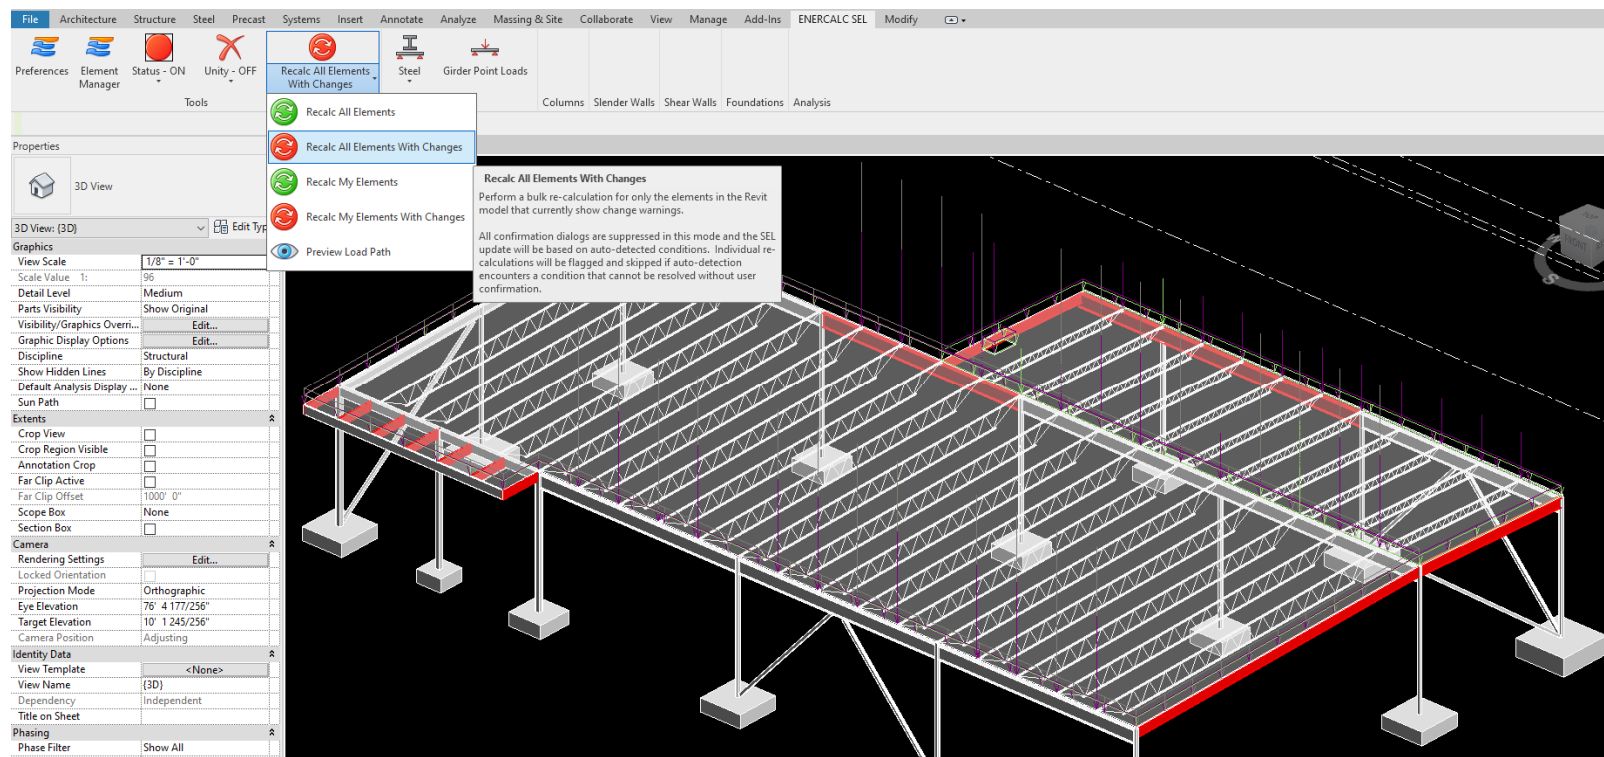 File Architecture Structure Steel Precast Systems Insert Annotate Analyze Massing & Site Collaborate View Manage Add-Ins ENERCALC SEL Modify
Preferences Element Manager Status - ON Unity - OFF Recalc All Elements With Changes Steel Girder Point Loads
Tools Columns Slender Walls Shear Walls Foundations Analysis
Recalc All Elements
Recalc All Elements With Changes
Recalc My Elements
Recalc My Elements With Changes
Preview Load Path
Recalc All Elements With Changes
Perform a bulk re-calculation for only the elements in the Revit
model that currently show change warnings.
All confirmation dialogs are suppressed in this mode and the SEL
update will be based on auto-detected conditions. Individual re-
calculations will be flagged and skipped if auto-detection
encounters a condition that cannot be resolved without user
confirmation.
Properties
3D View
3D View: {3D} Edit Typ
Graphics
View Scale 1/8" = 1'-0"
Scale Value 1: 96
Detail Level Medium
Parts Visibility Show Original
Visibility/Graphics Overri... Edit...
Graphic Display Options Edit...
Discipline Structural
Show Hidden Lines By Discipline
Default Analysis Display ... None
Sun Path
Extents
Crop View
Crop Region Visible
Annotation Crop
Far Clip Active
Far Clip Offset 1000' 0"
Scope Box None
Section Box
Camera
Rendering Settings Edit...
Locked Orientation
Projection Mode Orthographic
Eye Elevation 76' 4 177/256"
Target Elevation 10' 1 245/256"
Camera Position Adjusting
Identity Data
View Template <None>
View Name {3D}
Dependency Independent
Title on Sheet
Phasing
Phase Filter Show All
FRONT
S